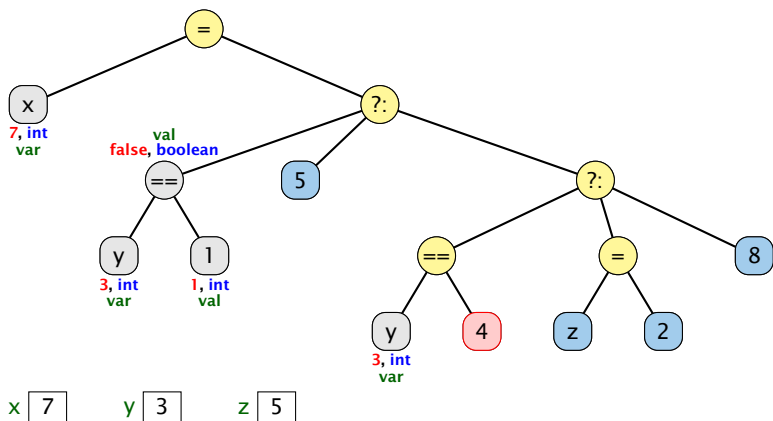 =
x
7, int
var
?:
val
false, boolean
==
5
?:
y
3, int
var
1
1, int
val
==
=
8
y
3, int
var
4
z
2
x 7 y 3 z 5